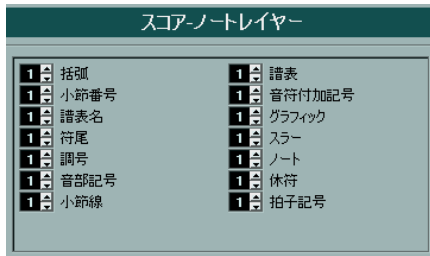 スコア-ノートレイヤー
1 括弧
1 小節番号
1 譜表名
1 符尾
1 調号
1 音部記号
1 小節線
1 譜表
1 音符付加記号
1 グラフィック
1 スラー
1 ノート
1 休符
1 拍子記号